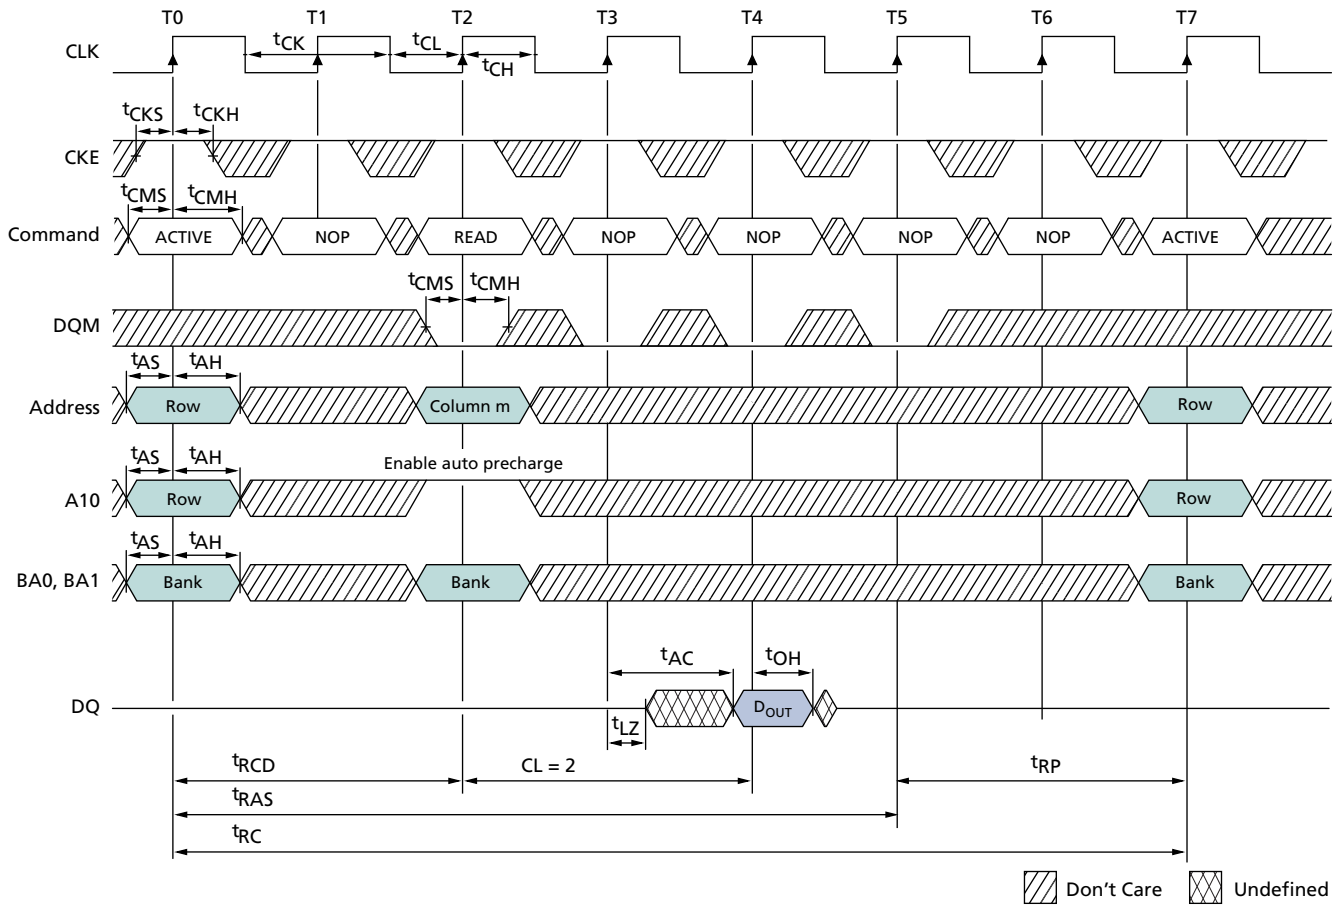 T0 T1 T2 T3 T4 T5 T6 T7
CLK tCK tCL tCH
tCKS tCKH
CKE
tCMS tCMH
Command ACTIVE NOP READ NOP NOP NOP NOP ACTIVE
tCMS tCMH
DQM
tAS tAH
Address Row Column m Row
tAS tAH Enable auto precharge
A10 Row Row
tAS tAH
BA0, BA1 Bank Bank Bank
tAC tOH
DQ DOUT
tLZ
tRCD CL = 2 tRP
tRAS
tRC
Don't Care Undefined